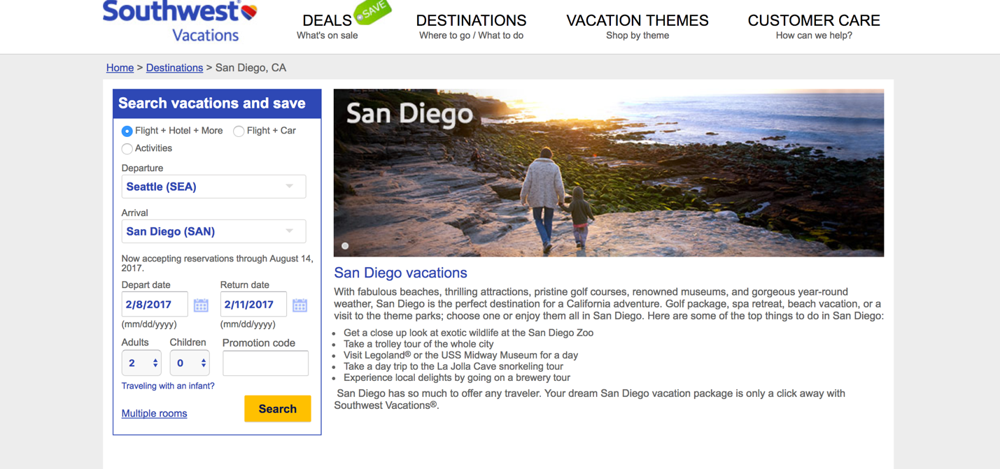 Southwest
Vacations
DEALS
What's on sale
SAVE
DESTINATIONS
Where to go / What to do
VACATION THEMES
Shop by theme
CUSTOMER CARE
How can we help?
Home > Destinations > San Diego, CA
Search vacations and save
Flight + Hotel + More
Flight + Car
Activities
Departure
Seattle (SEA)
Arrival
San Diego (SAN)
Now accepting reservations through August 14,
2017.
Depart date
Return date
2/8/2017
2/11/2017
(mm/dd/yyyy)
(mm/dd/yyyy)
Adults
Children
Promotion code
2
0
Traveling with an infant?
Multiple rooms
Search
San Diego
San Diego vacations
With fabulous beaches, thrilling attractions, pristine golf courses, renowned museums, and gorgeous year-round
weather, San Diego is the perfect destination for a California adventure. Golf package, spa retreat, beach vacation, or a
visit to the theme parks; choose one or enjoy them all in San Diego. Here are some of the top things to do in San Diego:
• Get a close up look at exotic wildlife at the San Diego Zoo
• Take a trolley tour of the whole city
• Visit Legoland® or the USS Midway Museum for a day
• Take a day trip to the La Jolla Cave snorkeling tour
• Experience local delights by going on a brewery tour
San Diego has so much to offer any traveler. Your dream San Diego vacation package is only a click away with
Southwest Vacations®.